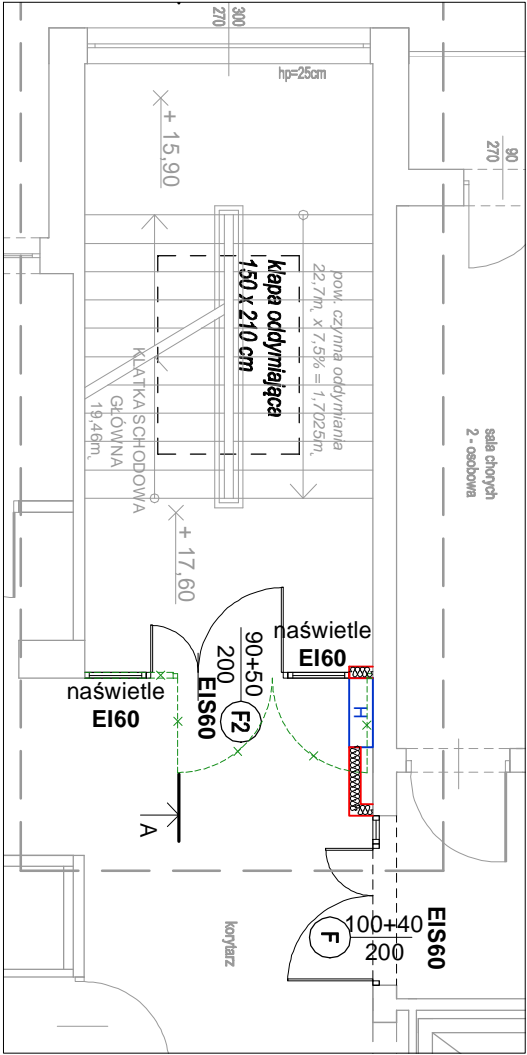 300
270
hp=25cm
90
270
+ 15,90
klapa oddymiająca
150 x 210 cm
pow. czynna oddymiania
22,7m, x 7,5% = 1,7025m,
KLATKA SCHODOWA
GŁÓWNA
19,46m,
sala chorych
2 - osobowa
+ 17,60
naświetle
EI60
90+50
200
F2
EIS60
naświetle
EI60
H
A
100+40
200
F
EIS60
korytarz